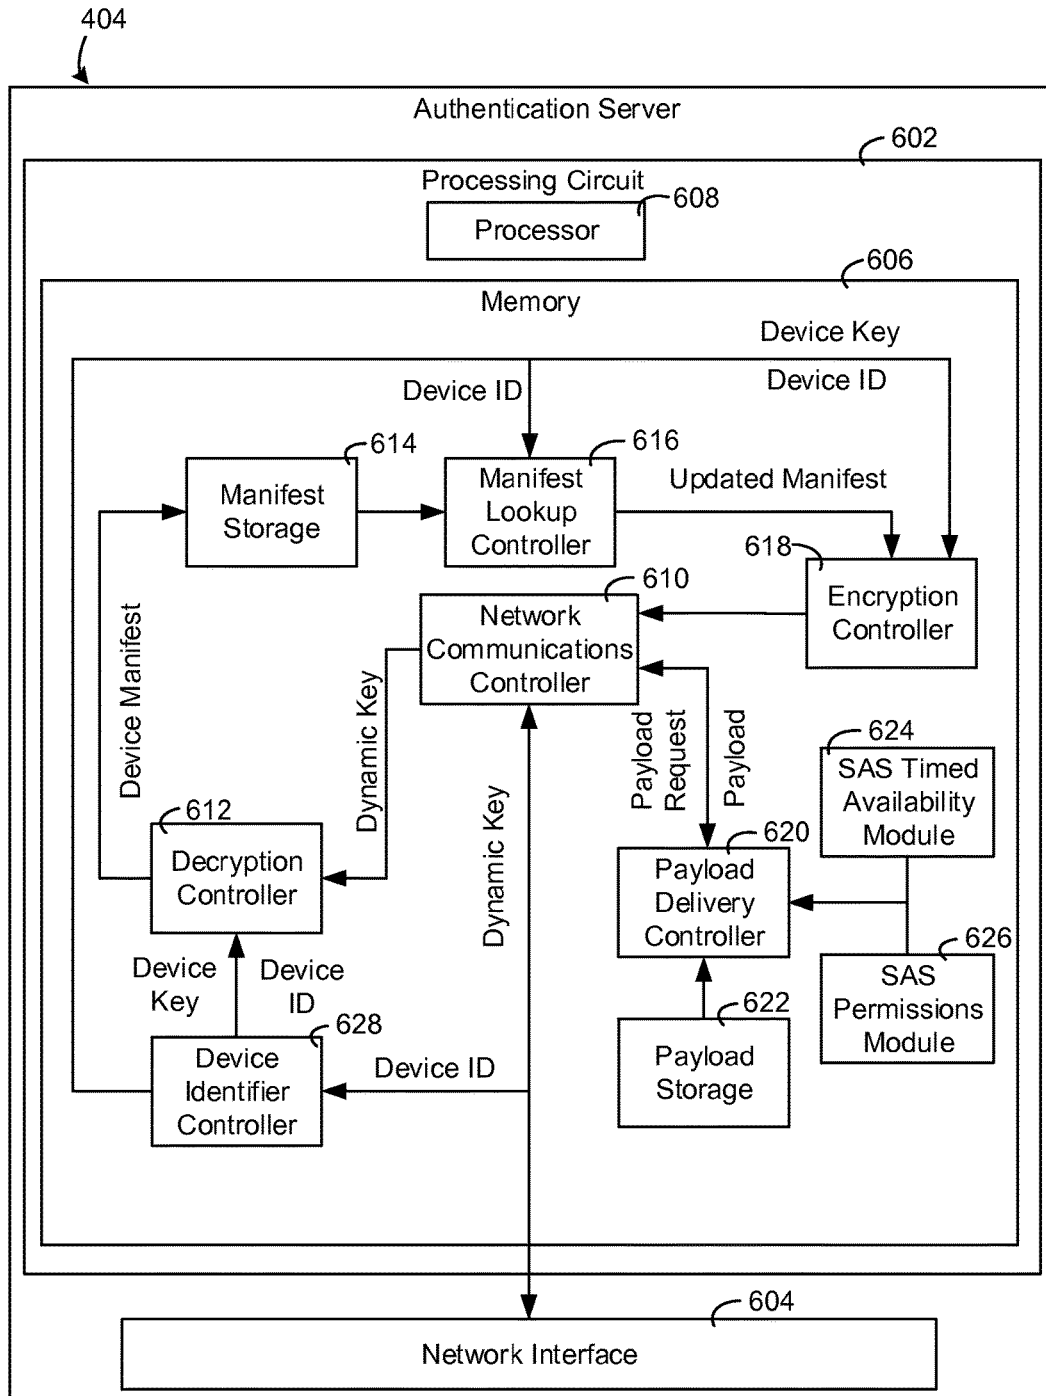 404
Authentication Server
602
Processing Circuit
608
Processor
606
Memory
Device Key
Device ID
Device ID
614
616
Manifest
Storage
Manifest
Lookup
Controller
Updated Manifest
618
610
Encryption
Controller
Network
Communications
Controller
Device Manifest
Dynamic Key
Payload
Request
Payload
624
SAS Timed
Availability
Module
612
Decryption
Controller
Dynamic Key
620
Payload
Delivery
Controller
626
SAS
Permissions
Module
Device
Key
Device
ID
628
Device
Identifier
Controller
Device ID
622
Payload
Storage
604
Network Interface